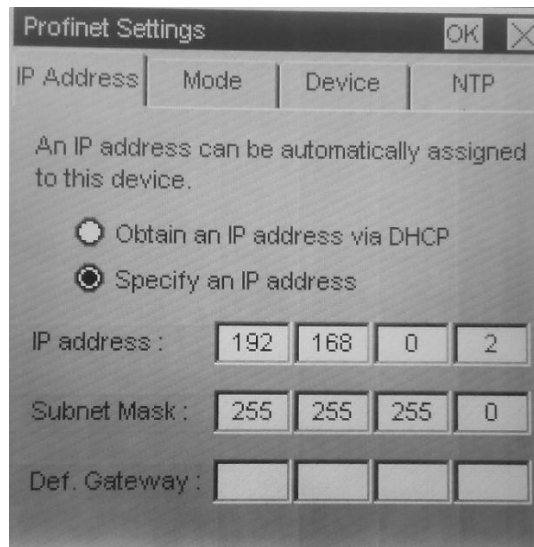 Profinet Settings OK X
IP Address Mode Device NTP
An IP address can be automatically assigned
to this device.
Obtain an IP address via DHCP
Specify an IP address
IP address : 192 168 0 2
Subnet Mask : 255 255 255 0
Def. Gateway :